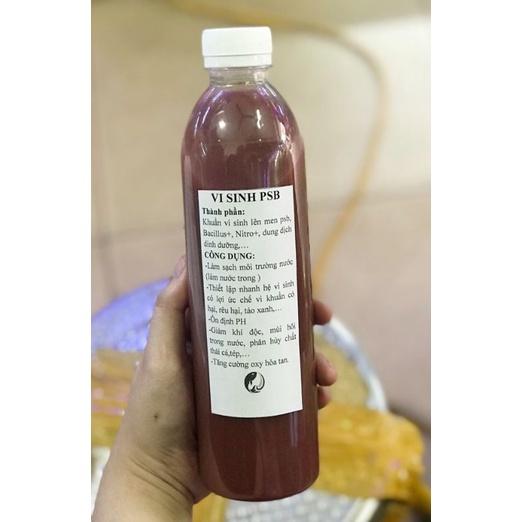 VI SINH PSB
Thành phần:
Khuẩn vi sinh lên men psb,
Bacillus+, Nitro+, dung dịch
dinh dưỡng,...
CÔNG DỤNG:
-Làm sạch môi trường nước
(làm nước trong )
-Thiết lập nhanh hệ vi sinh
có lợi ức chế vi khuẩn có
hại, rêu hại, tảo xanh,...
-Ổn định PH
-Giảm khí độc, mùi hôi
trong nước, phân hủy chất
thải cá,tép,...
-Tăng cường oxy hòa tan.